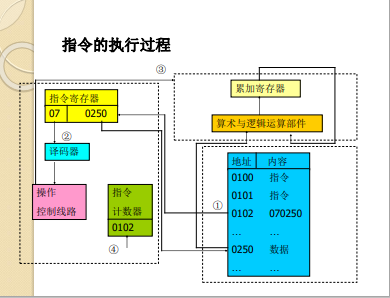 指令的执行过程
③
累加寄存器
指令寄存器
07 0250
算术与逻辑运算部件
②
译码器
地址 内容
0100 指令
0101 指令
操作
控制线路
指令
计数器
0102
①
0102 070250
... ...
0250 数据
... ...
④